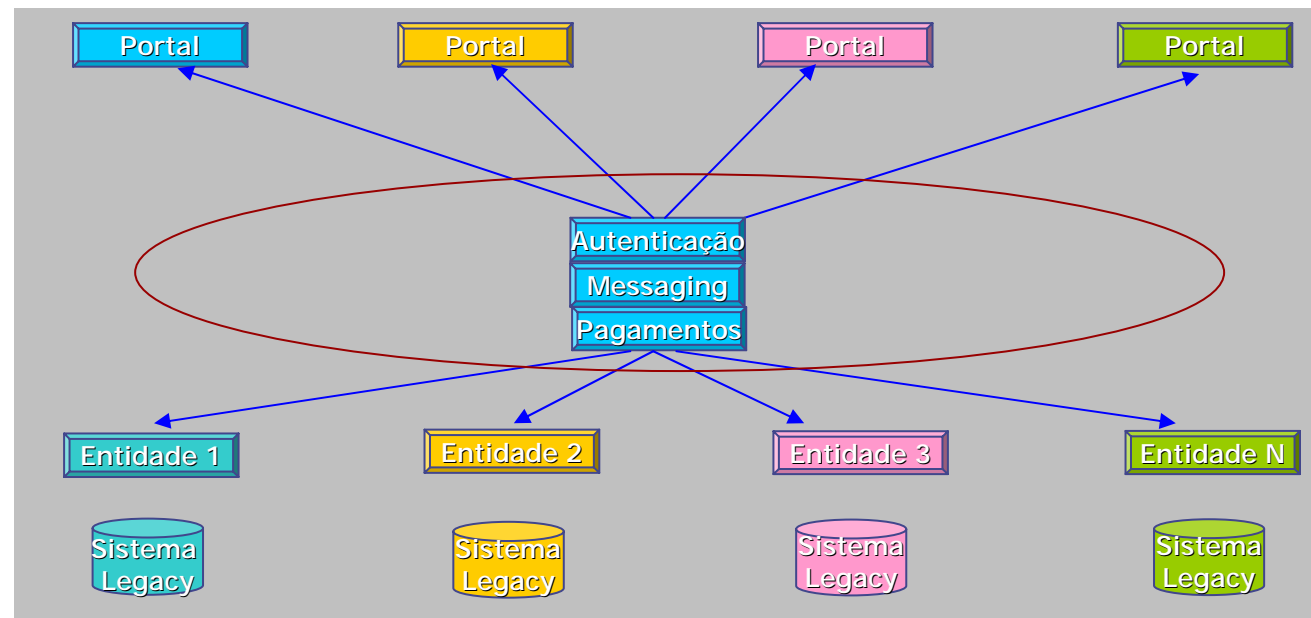 Portal
Portal
Portal
Portal
Autenticação
Messaging
Pagamentos
Entidade 1
Entidade 2
Entidade 3
Entidade N
Sistema
Legacy
Sistema
Legacy
Sistema
Legacy
Sistema
Legacy